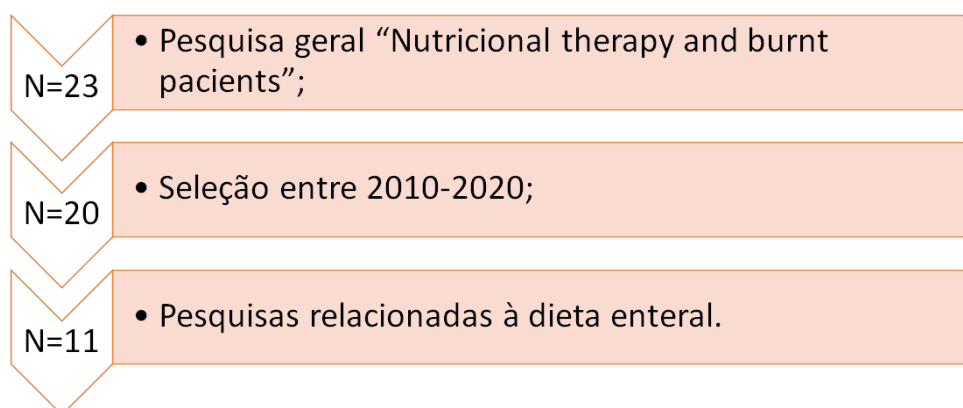 N=23
• Pesquisa geral “Nutricional therapy and burnt
pacients”;
N=20
• Seleção entre 2010-2020;
N=11
• Pesquisas relacionadas à dieta enteral.